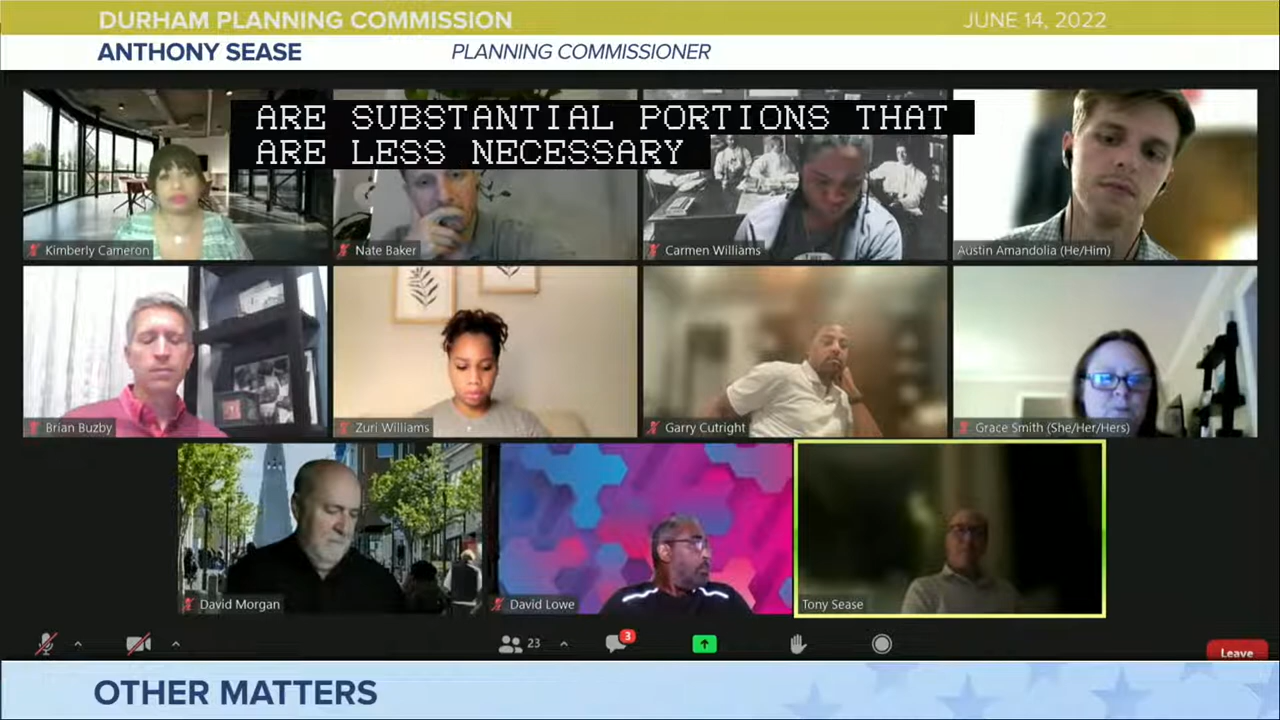 DURHAM PLANNING COMMISSION
JUNE 14, 2022
ANTHONY SEASE
PLANNING COMMISSIONER
ARE SUBSTANTIAL PORTIONS THAT
ARE LESS NECESSARY
Kimberly Cameron
Nate Baker
Carmen Williams
Austin Amandolia (He/Him)
Brian Buzby
Zuri Williams
Garry Cutright
Grace Smith (She/Her/Hers)
David Morgan
David Lowe
Tony Sease
23
3
Leave
OTHER MATTERS